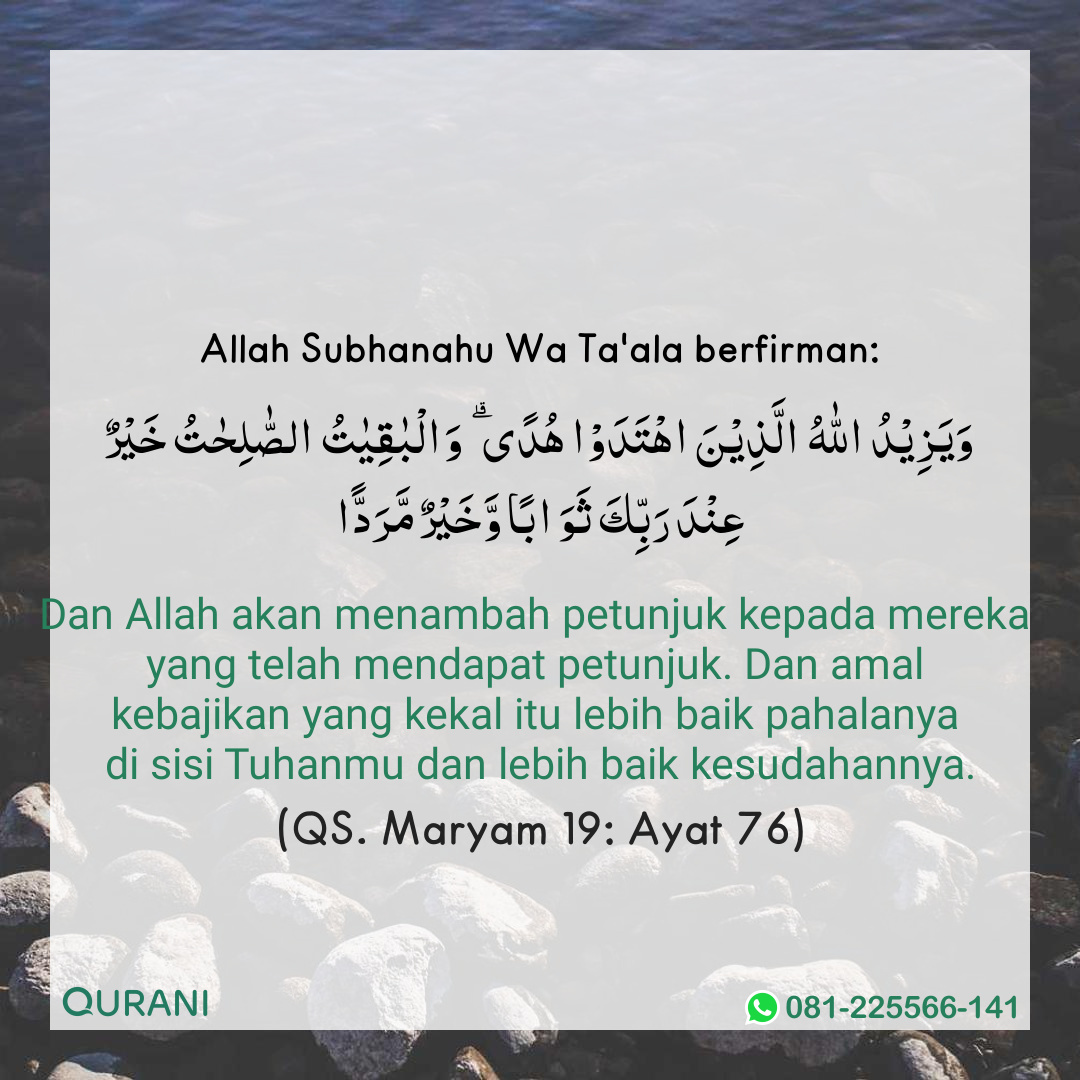 Allah Subhanahu Wa Ta'ala berfirman:
وَيَزِيْدُ اللّٰهُ الَّذِيْنَ اهْتَدَوْا هُدًىۗ وَالْبٰقِيٰتُ الصّٰلِحٰتُ خَيْرٌ
عِنْدَ رَبِّكَ ثَوَابًا وَّخَيْرٌ مَّرَدًّا
Dan Allah akan menambah petunjuk kepada mereka
yang telah mendapat petunjuk. Dan amal
kebajikan yang kekal itu lebih baik pahalanya
di sisi Tuhanmu dan lebih baik kesudahannya.
(QS. Maryam 19: Ayat 76)
QURANI
081-225566-141